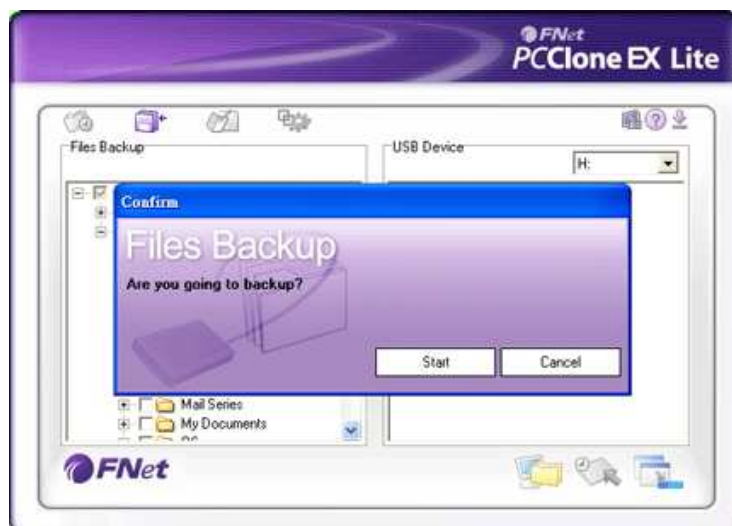 FNet
PCClone EX Lite
Files Backup
USB Device
H:
Confirm
Files Backup
Are you going to backup?
Start
Cancel
Mail Series
My Documents
FNet